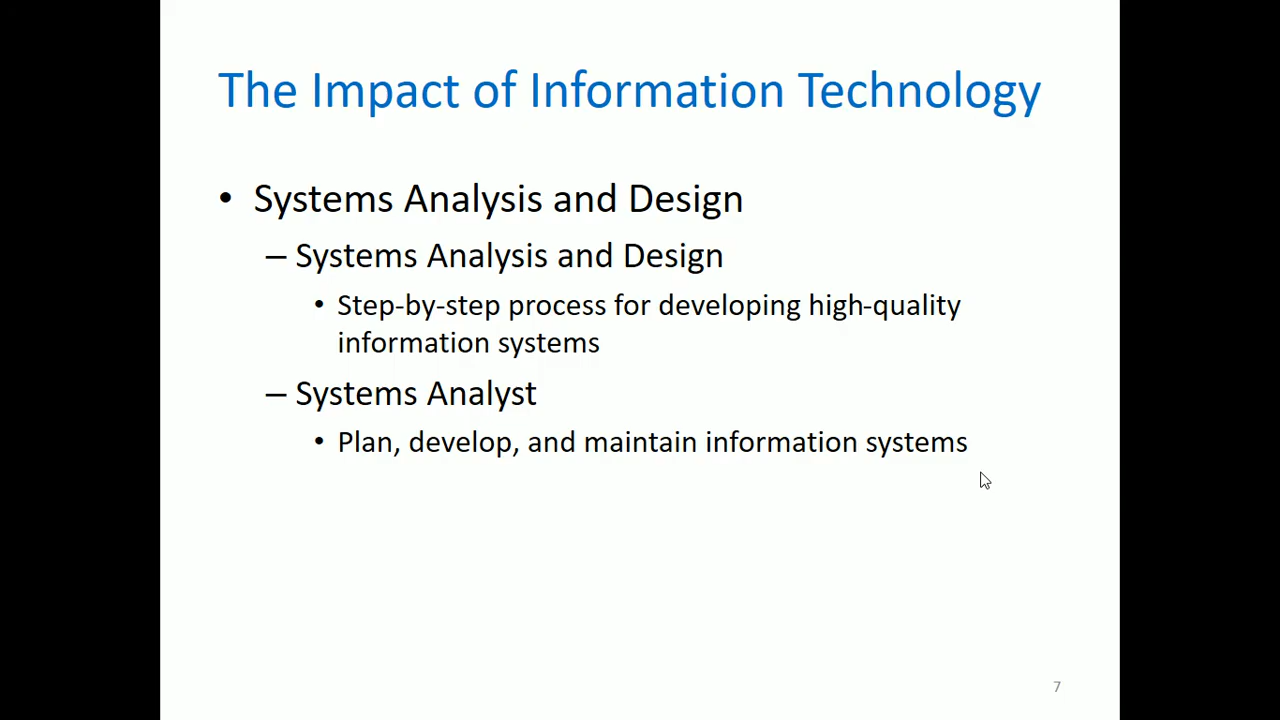 The Impact of Information Technology
• Systems Analysis and Design
– Systems Analysis and Design
• Step-by-step process for developing high-quality
information systems
– Systems Analyst
• Plan, develop, and maintain information systems
7